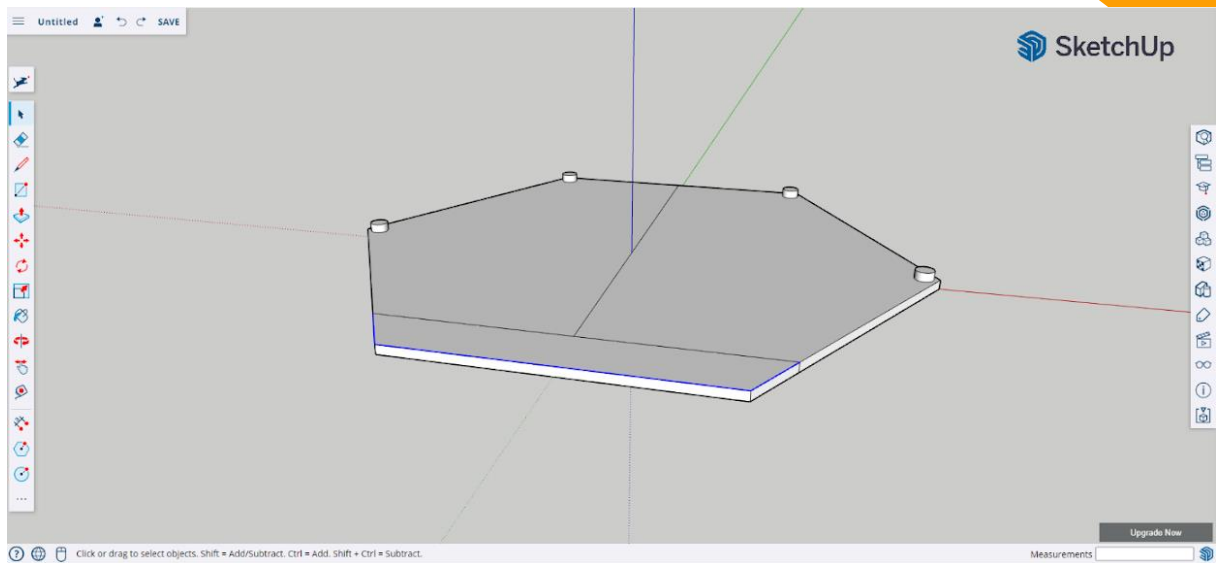 Untitled SAVE
SketchUp
Upgrade Now
Click or drag to select objects. Shift = Add/Subtract. Ctrl = Add. Shift + Ctrl = Subtract.
Measurements